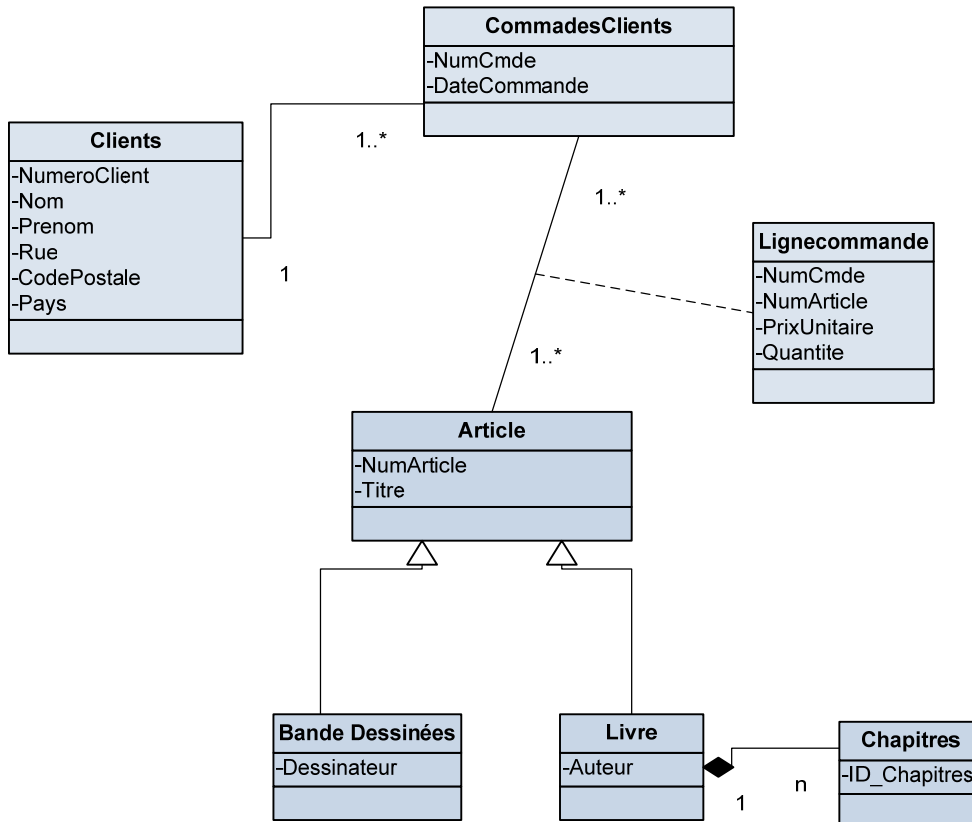 CommadesClients
-NumCmde
-DateCommande
1..*
Clients
-NumeroClient
-Nom
-Prenom
-Rue
-CodePostale
-Pays
1
1..*
Lignecommande
-NumCmde
-NumArticle
-PrixUnitaire
-Quantite
1..*
Article
-NumArticle
-Titre
Bande Dessinées
-Dessinateur
Livre
-Auteur
1
n
Chapitres
-ID_Chapitres